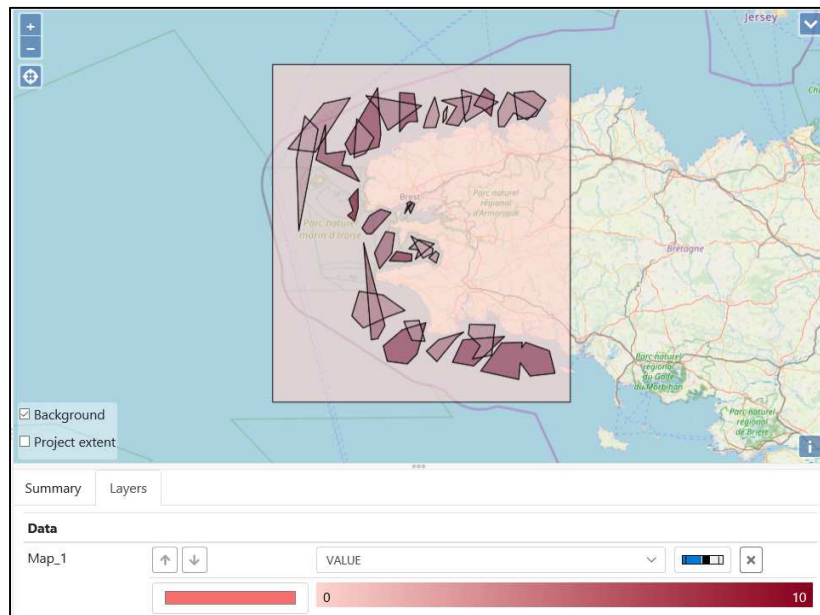 +
Jersey
−
Brest
Parc naturel
régional
d'Armorique
Parc naturel
marin d'Iroise
Bretagne
Parc naturel
régional
du Golfe
du Morbihan
Parc naturel
régional
de Brière
Background
Project extent
i
Summary
Layers
Data
Map_1
VALUE
0
10